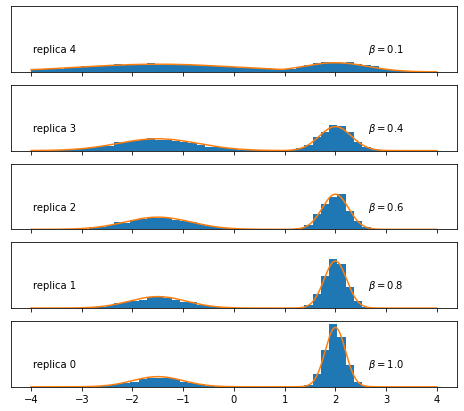 replica 4 β = 0.1
replica 3 β = 0.4
replica 2 β = 0.6
replica 1 β = 0.8
replica 0 β = 1.0
−4 −3 −2 −1 0 1 2 3 4